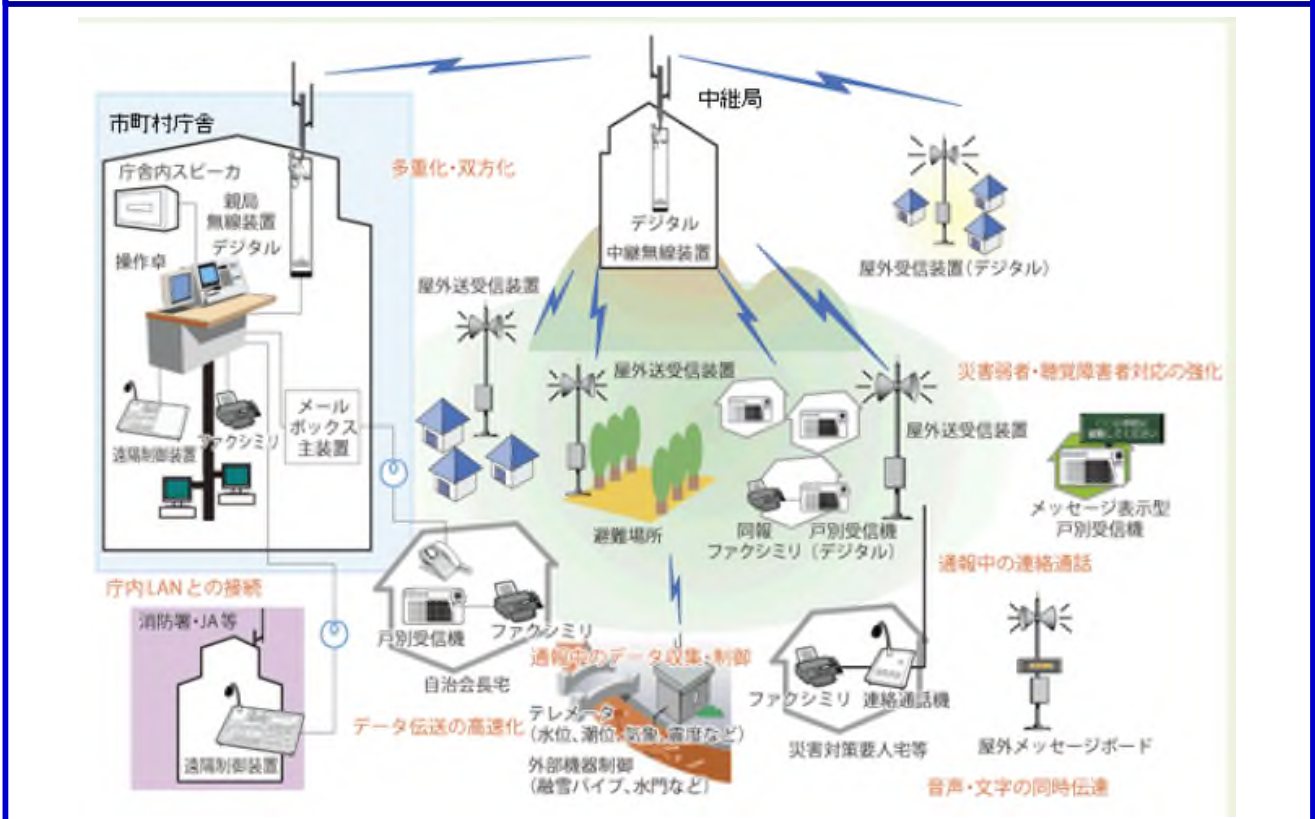 中継局
市町村庁舎
庁舎内スピーカ
親局
無線装置
デジタル
操作卓
多重化・双方化
デジタル
中継無線装置
屋外受信装置(デジタル)
屋外送受信装置
屋外送受信装置
災害弱者・聴覚障害者対応の強化
屋外送受信装置
メール
ボックス
主装置
遠隔制御装置
ファクシミリ
避難場所
同報
ファクシミリ
戸別受信機
(デジタル)
メッセージ表示型
戸別受信機
通報中の連絡通話
庁内LANとの接続
消防署・JA等
遠隔制御装置
戸別受信機
ファクシミリ
自治会長宅
通報中のデータ収集・制御
データ伝送の高速化
テレメータ
(水位、潮位、気象、震度など)
外部機器制御
(融雪パイプ、水門など)
ファクシミリ
連絡通話機
災害対策要人宅等
屋外メッセージボード
音声・文字の同時伝達